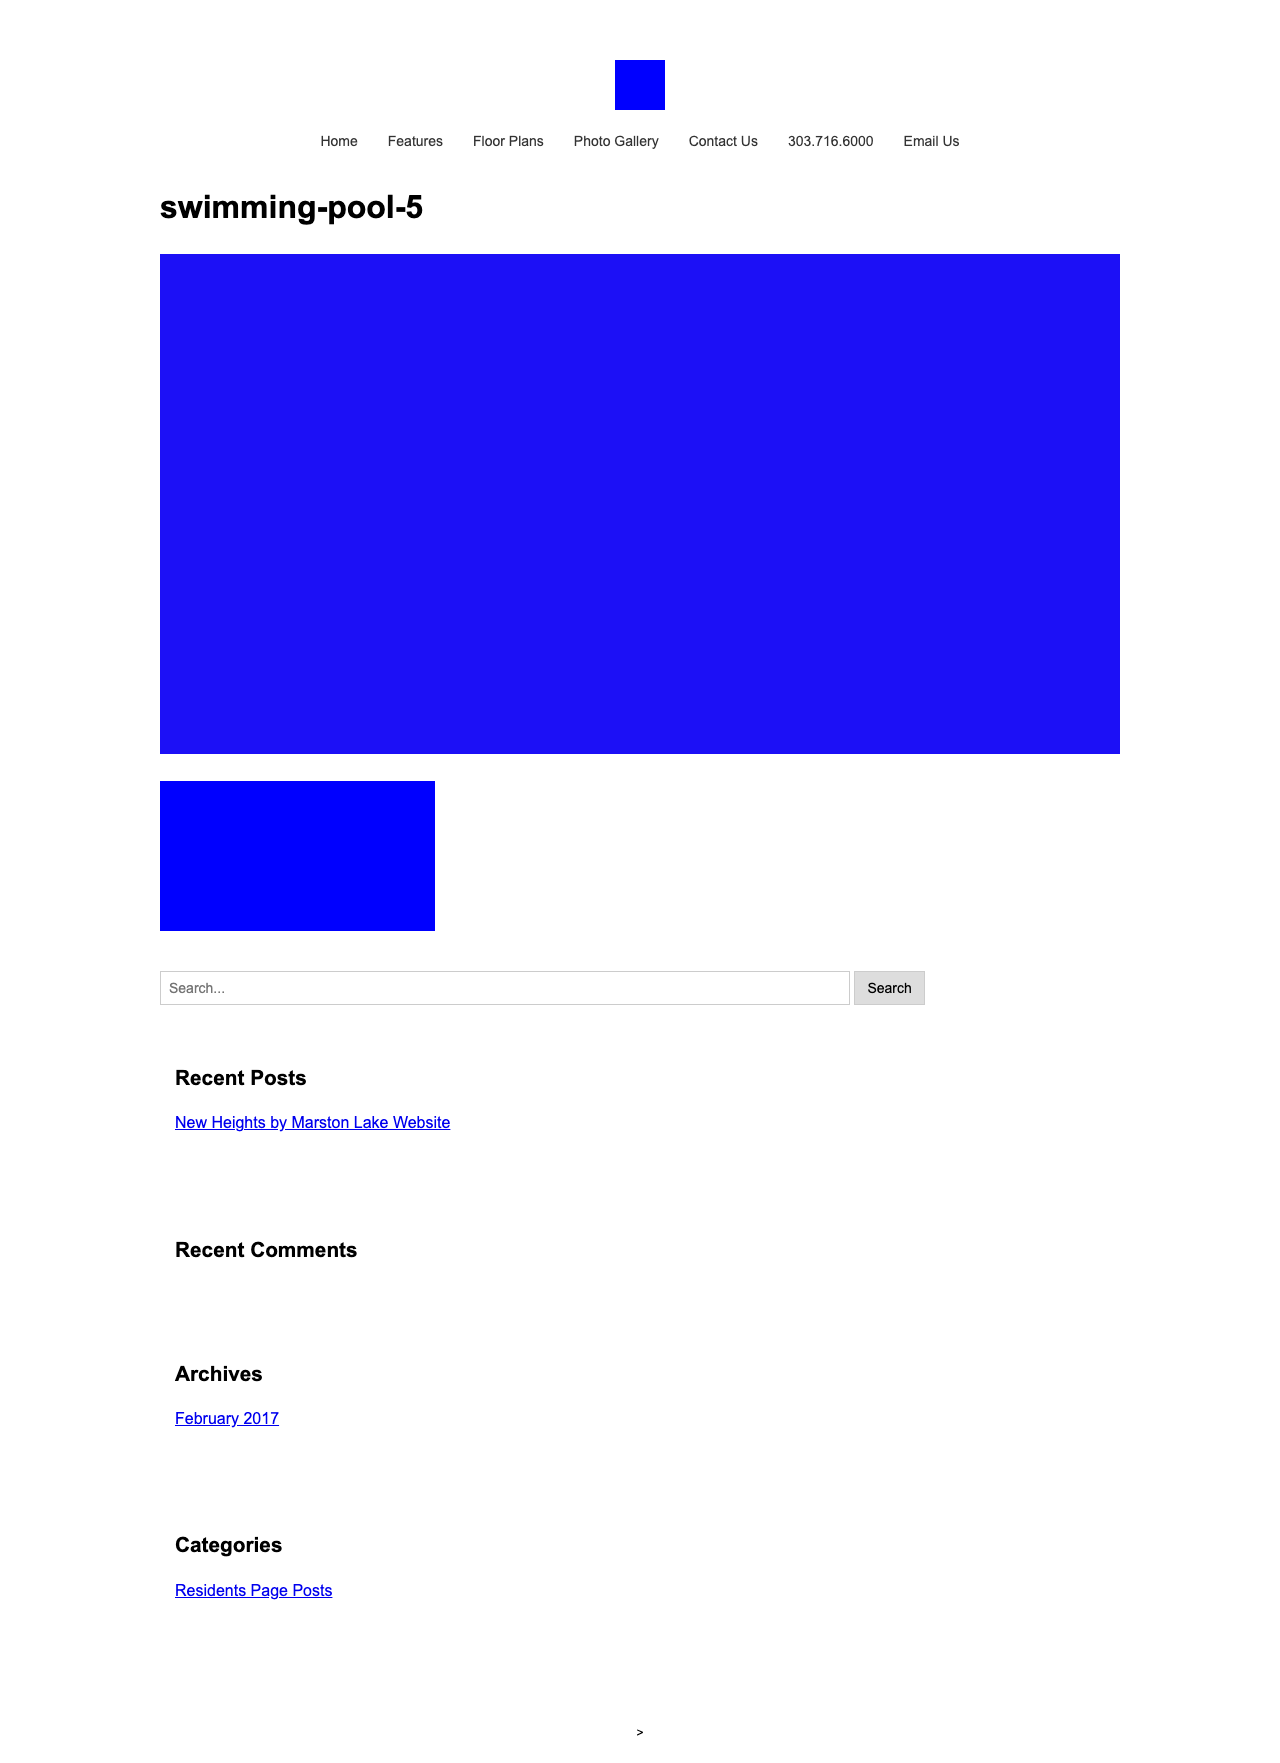 Home Features Floor Plans Photo Gallery Contact Us 303.716.6000 Email Us
swimming-pool-5
Search...
Search
Recent Posts
New Heights by Marston Lake Website
Recent Comments
Archives
February 2017
Categories
Residents Page Posts
>